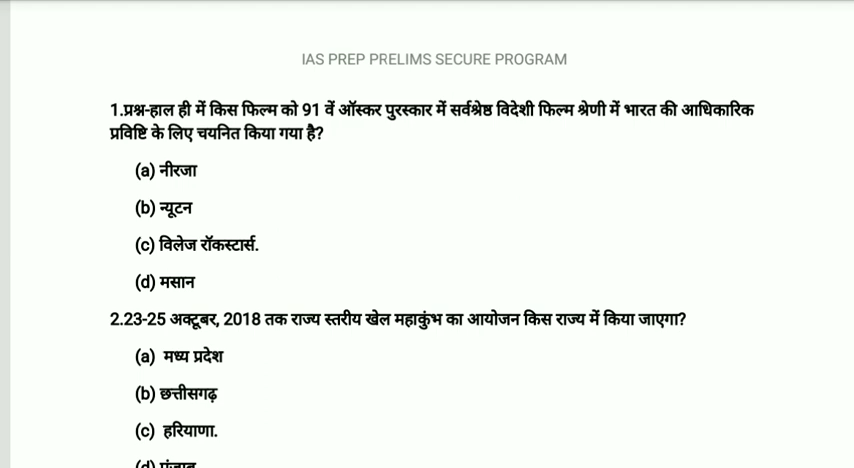 IAS PREP PRELIMS SECURE PROGRAM
1.प्रश्न-हाल ही में किस फिल्म को 91 वें ऑस्कर पुरस्कार में सर्वश्रेष्ठ विदेशी फिल्म श्रेणी में भारत की आधिकारिक
प्रविष्टि के लिए चयनित किया गया है?
(a) नीरजा
(b) न्यूटन
(c) विलेज रॉकस्टार्स.
(d) मसान
2.23-25 अक्टूबर, 2018 तक राज्य स्तरीय खेल महाकुंभ का आयोजन किस राज्य में किया जाएगा?
(a) मध्य प्रदेश
(b) छत्तीसगढ़
(c) हरियाणा.
(d) पंजाब